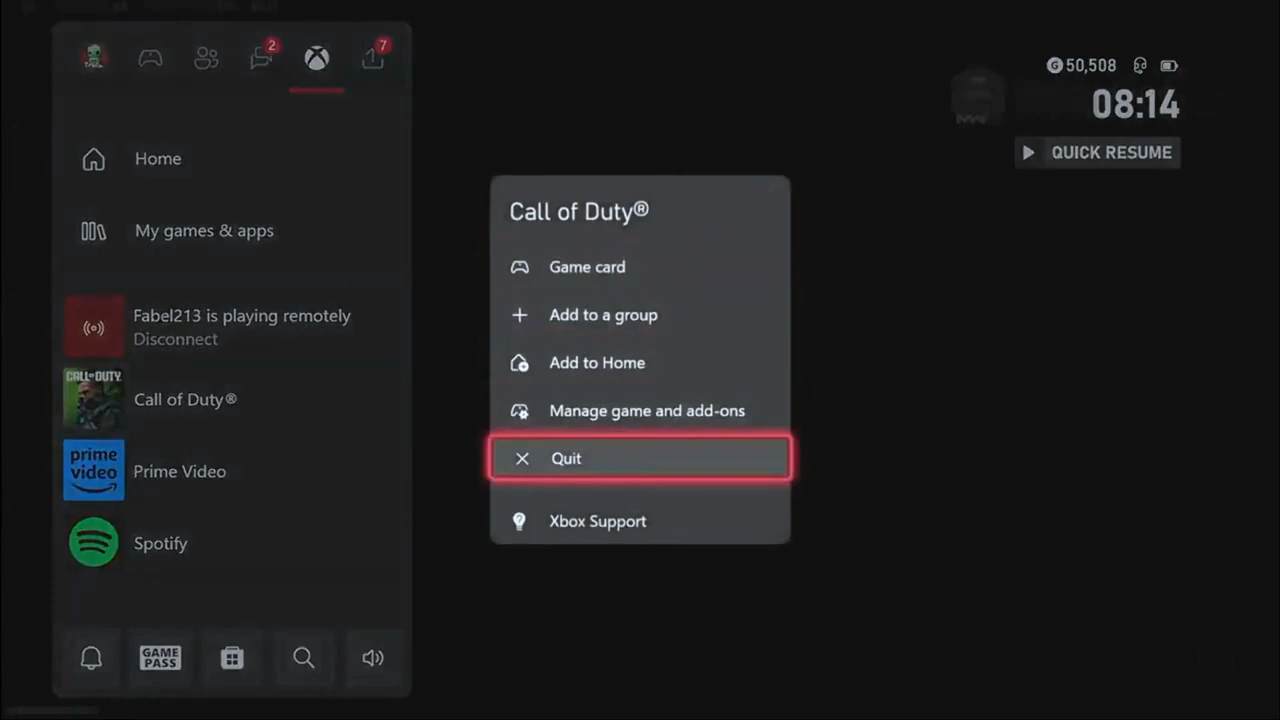 2
7
Home
My games & apps
Fabel213 is playing remotely
Disconnect
CALL OF DUTY
Call of Duty®
prime video
Prime Video
Spotify
GAME PASS
Call of Duty®
Game card
Add to a group
Add to Home
Manage game and add-ons
Quit
Xbox Support
G 50,508
08:14
MW
QUICK RESUME